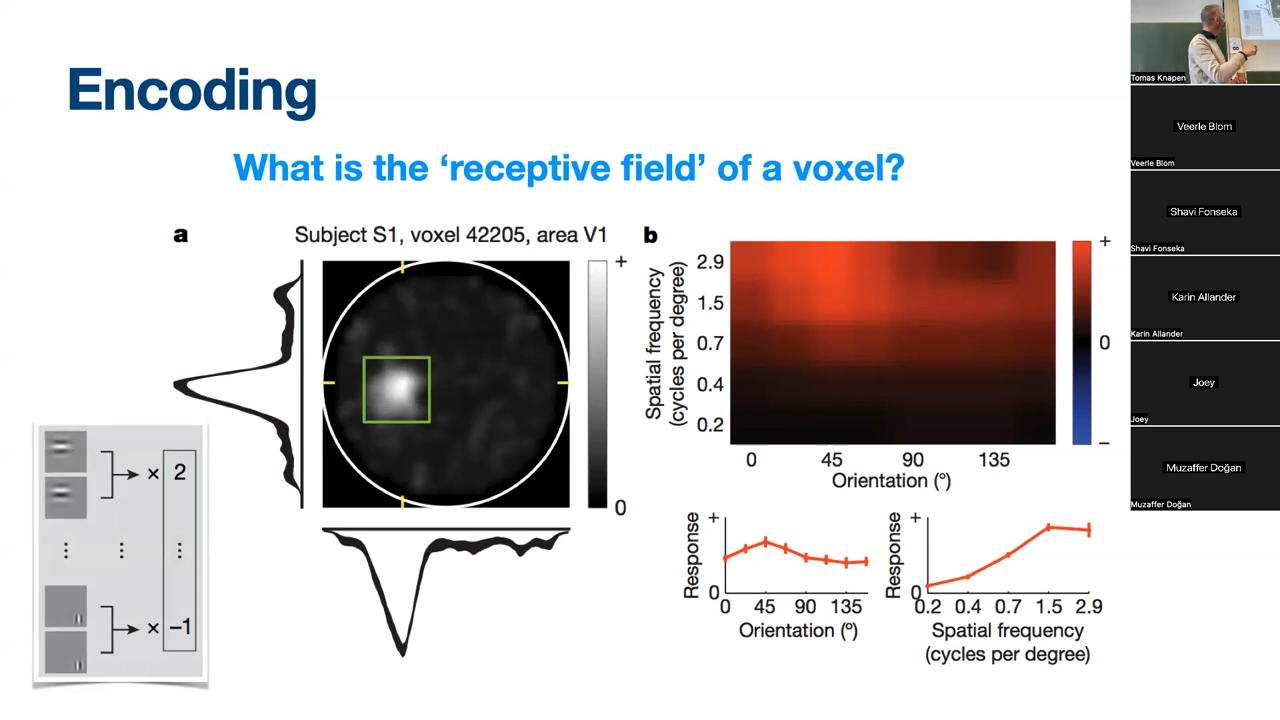 Encoding
What is the ‘receptive field’ of a voxel?
a
Subject S1, voxel 42205, area V1
+
0
× 2
× −1
b
Spatial frequency
(cycles per degree)
2.9
1.5
0.7
0.4
0.2
0 45 90 135
Orientation (°)
+
0
−
Response
+
0
0 45 90 135
Orientation (°)
Response
+
0
0.2 0.4 0.7 1.5 2.9
Spatial frequency
(cycles per degree)
Tomas Knapen
Veerle Blom
Veerle Blom
Shavi Fonseka
Shavi Fonseka
Karin Allander
Karin Allander
Joey
Joey
Muzaffer Doğan
Muzaffer Doğan